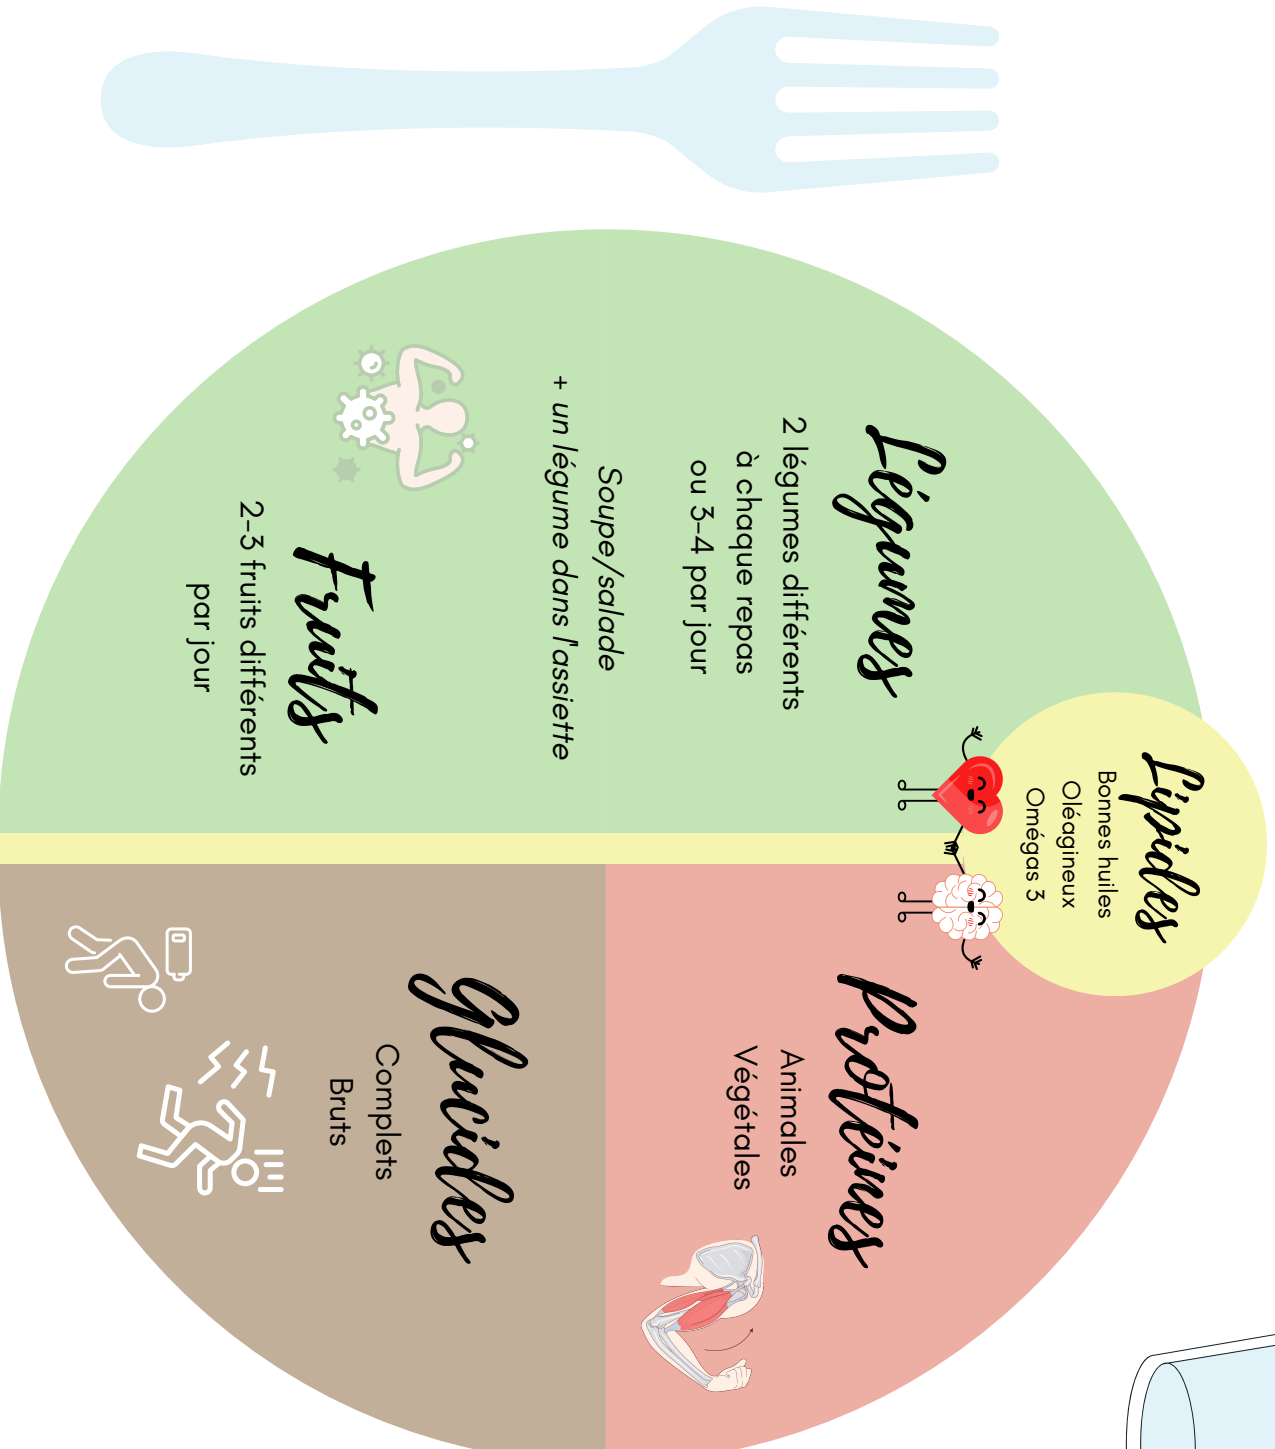 Lipides
Bonnes huiles
Oléagineux
Omégas 3
Légumes
2 légumes différents
à chaque repas
ou 3-4 par jour
Soupe/salade
+ un légume dans l'assiette
Fruits
2-3 fruits différents
par jour
Protéines
Animales
Végétales
Glucides
Complets
Bruts